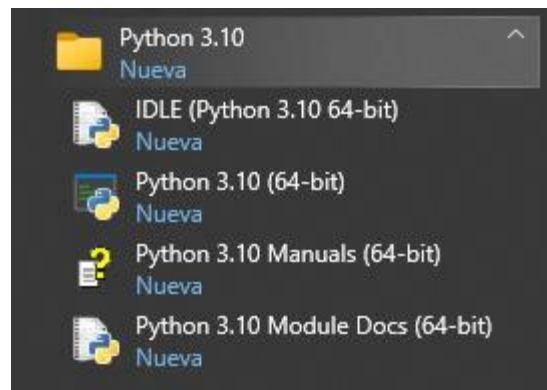 Python 3.10
Nueva
IDLE (Python 3.10 64-bit)
Nueva
Python 3.10 (64-bit)
Nueva
Python 3.10 Manuals (64-bit)
Nueva
Python 3.10 Module Docs (64-bit)
Nueva